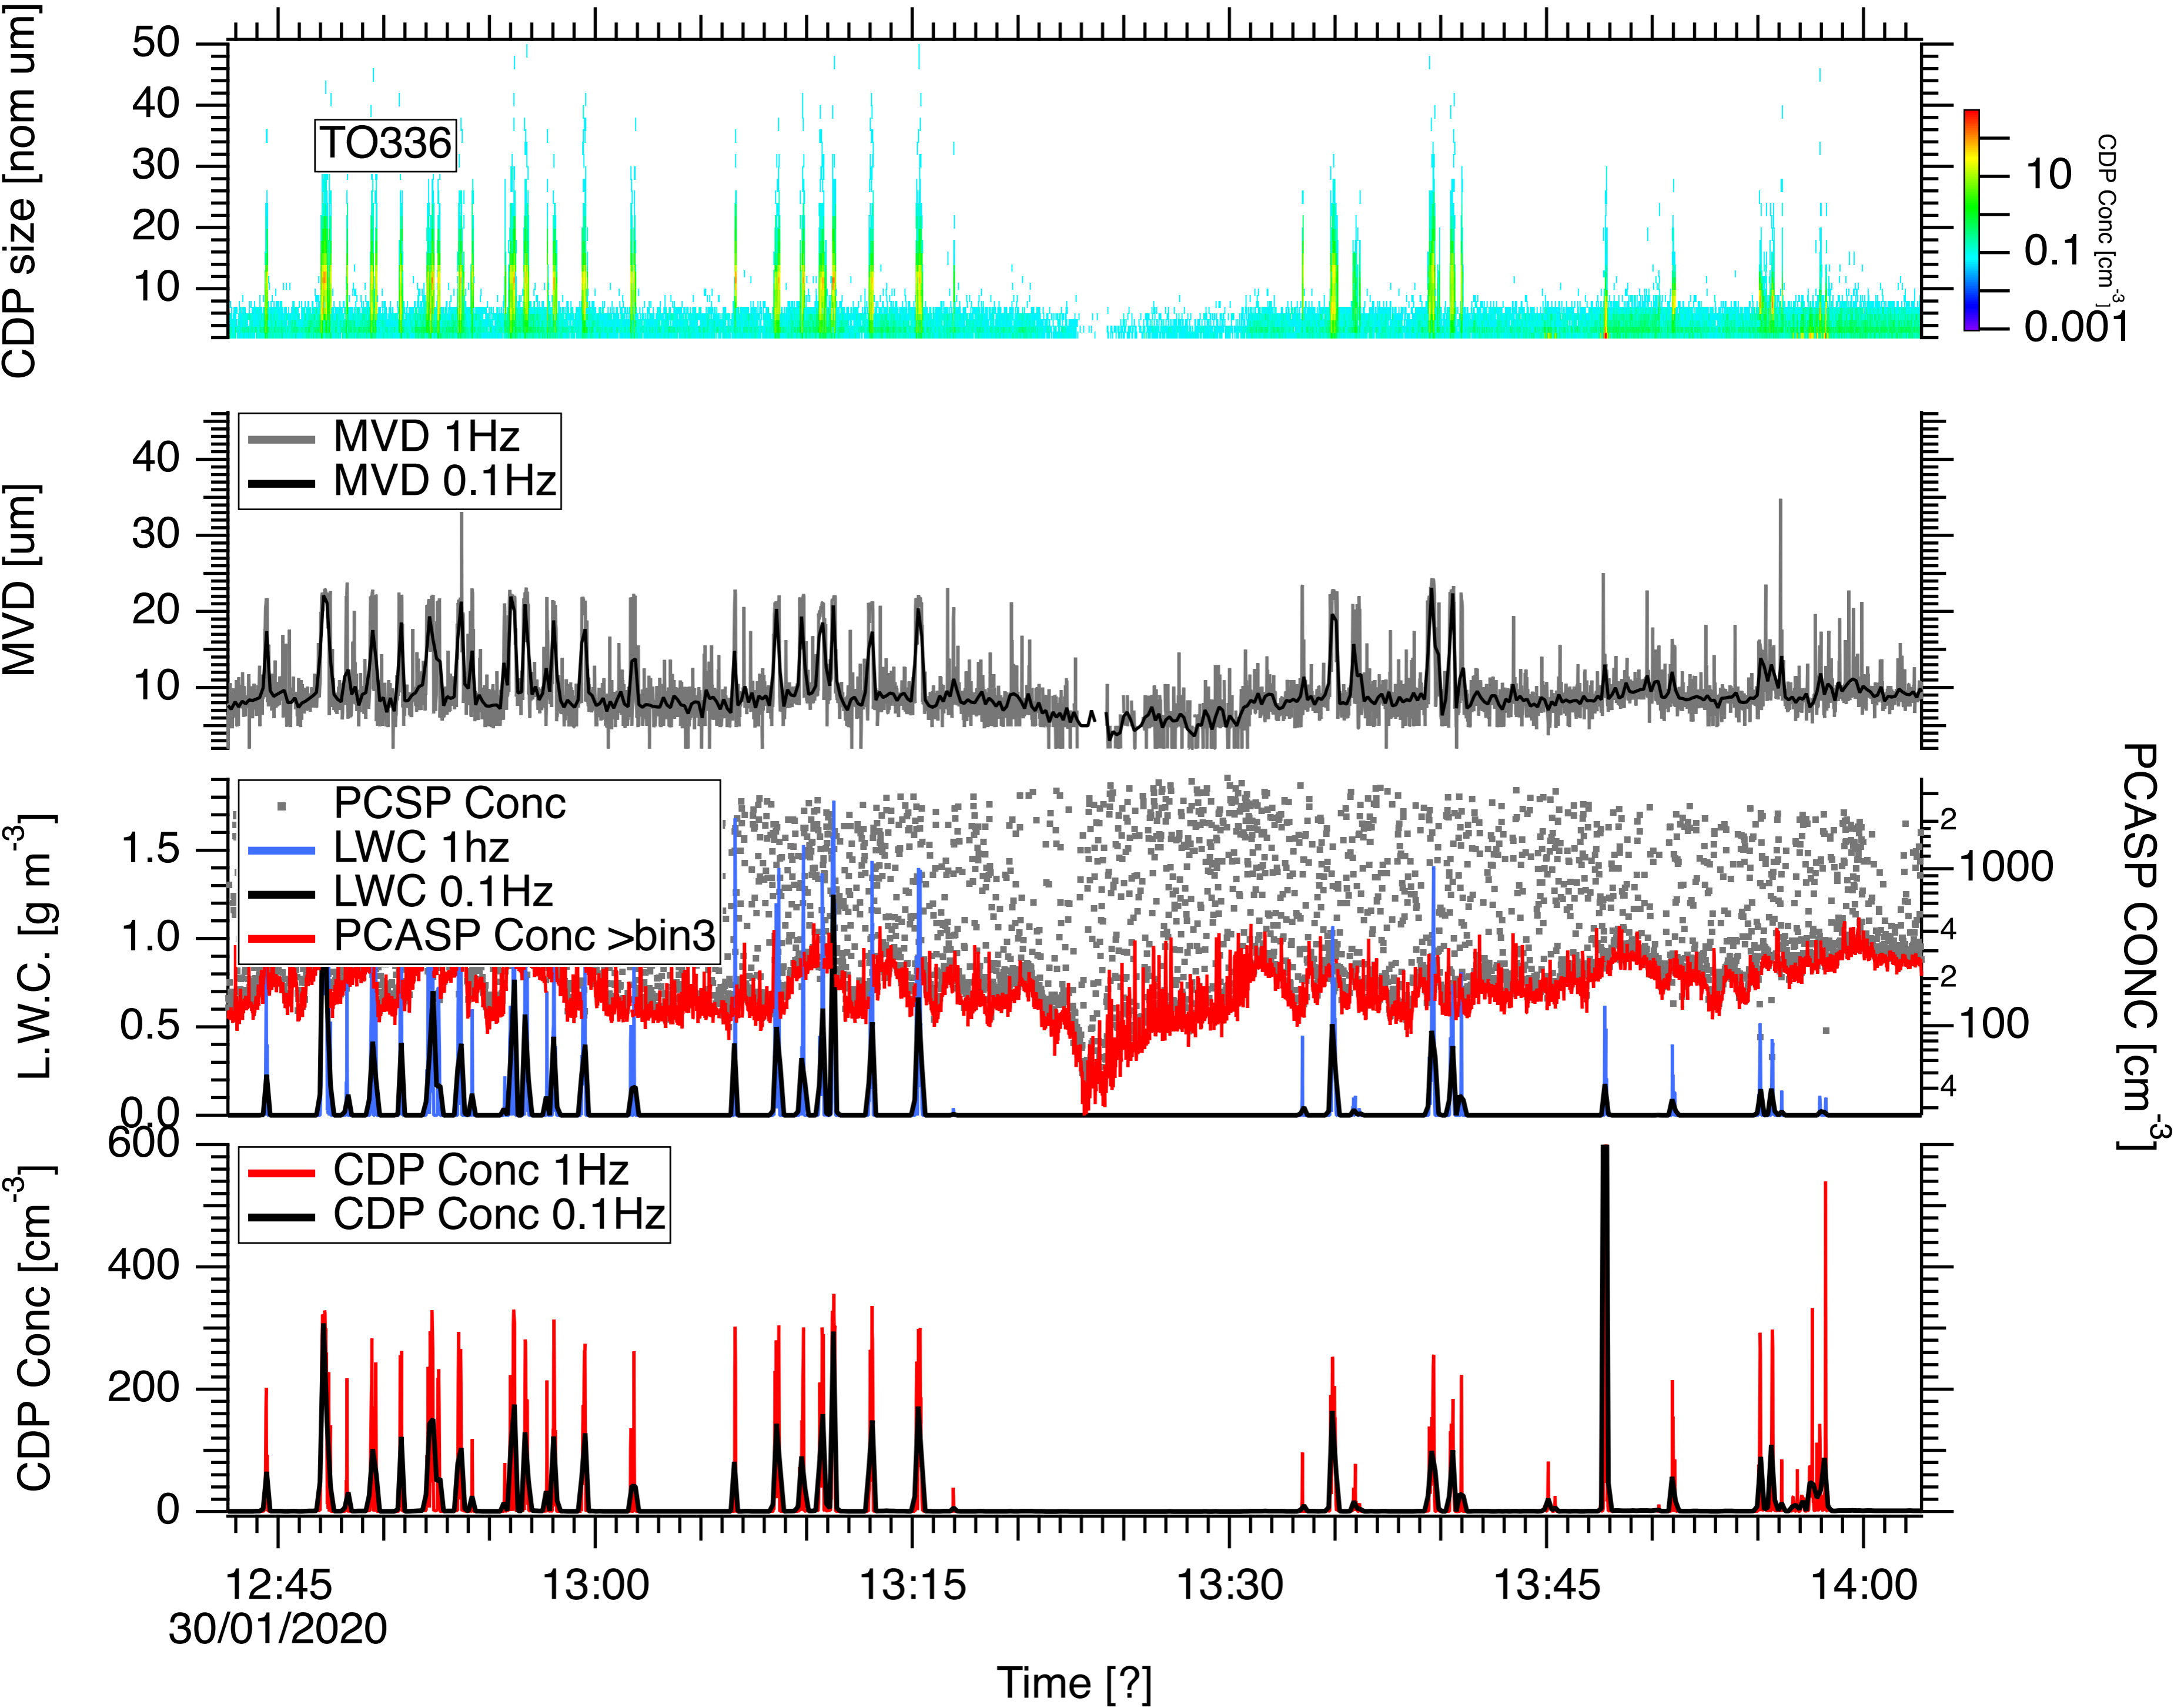 CDP size [nom um]
50
40
30
20
10
TO336
CDP Conc [cm-3]
10
0.1
0.001
MVD [um]
40
30
20
10
MVD 1Hz
MVD 0.1Hz
L.W.C. [g m-3]
1.5
1.0
0.5
0.0
PCSP Conc
LWC 1hz
LWC 0.1Hz
PCASP Conc >bin3
PCASP CONC [cm-3]
2
1000
4
2
100
4
CDP Conc [cm-3]
600
400
200
0
CDP Conc 1Hz
CDP Conc 0.1Hz
12:45 13:00 13:15 13:30 13:45 14:00
30/01/2020
Time [?]